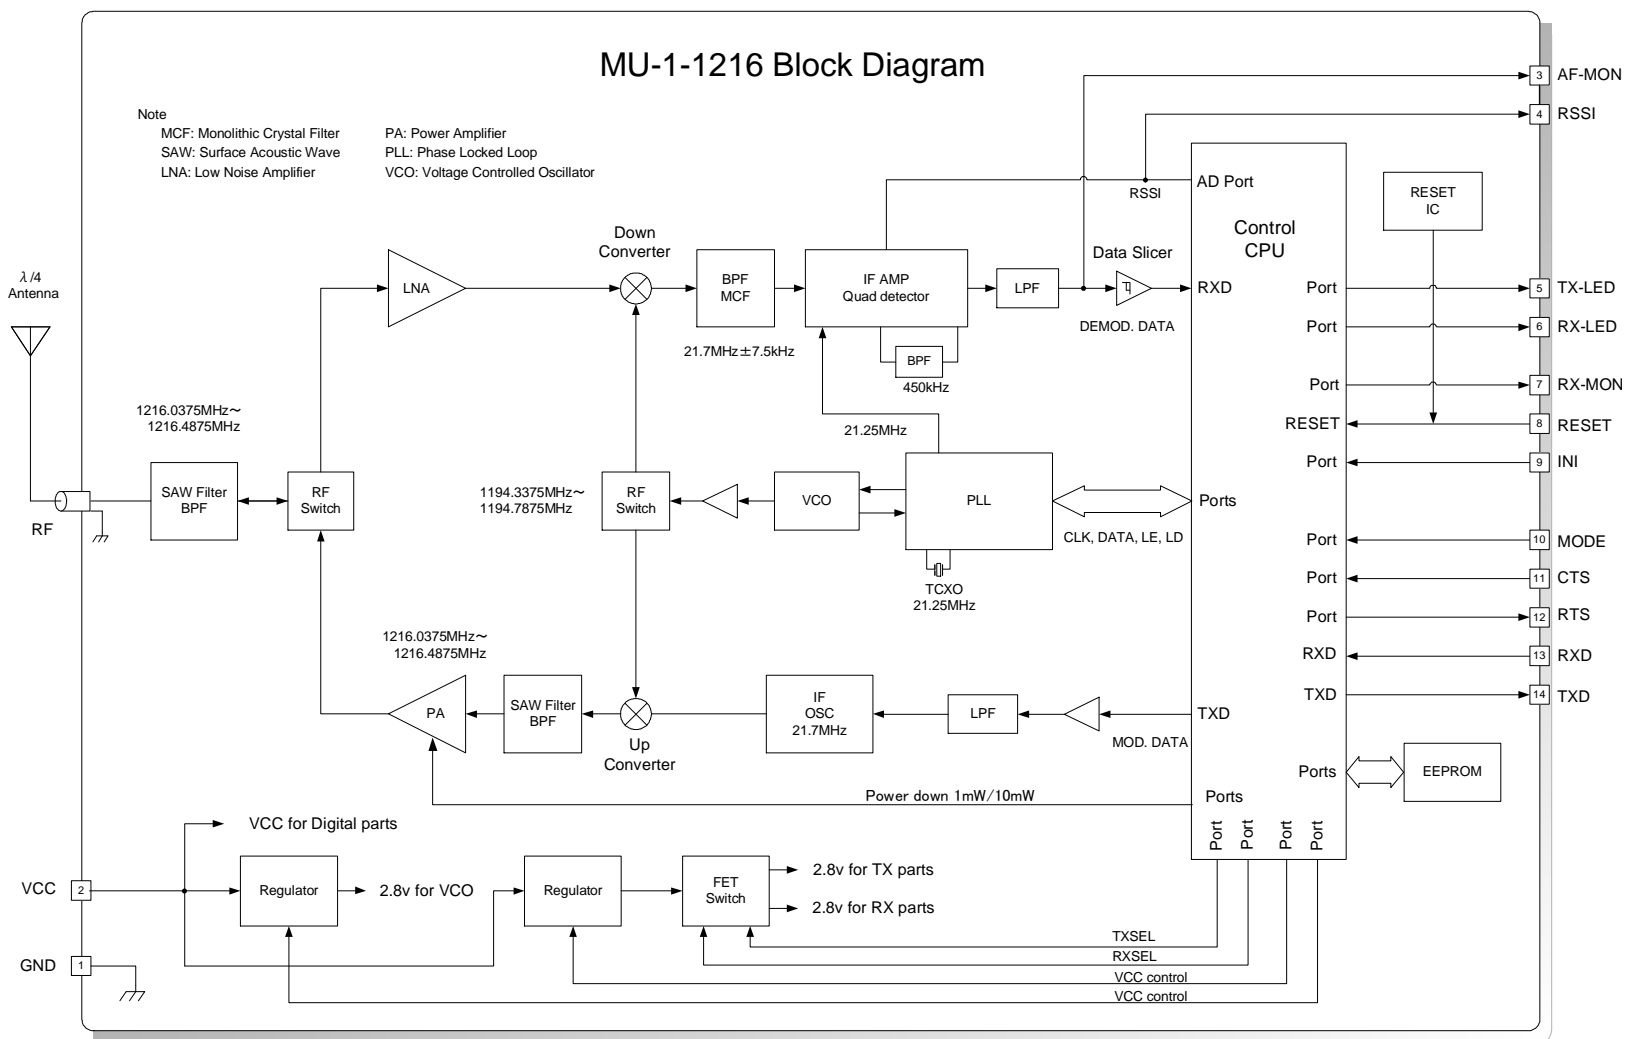 MU-1-1216 Block Diagram
Note
MCF: Monolithic Crystal Filter
SAW: Surface Acoustic Wave
LNA: Low Noise Amplifier
PA: Power Amplifier
PLL: Phase Locked Loop
VCO: Voltage Controlled Oscillator
λ/4
Antenna
RF
1216.0375MHz～
1216.4875MHz
SAW Filter
BPF
RF
Switch
LNA
Down
Converter
BPF
MCF
21.7MHz±7.5kHz
IF AMP
Quad detector
BPF
450kHz
LPF
Data Slicer
DEMOD. DATA
RSSI
AD Port
Control
CPU
RXD
RESET
IC
3
AF-MON
4
RSSI
Port
5
TX-LED
Port
6
RX-LED
Port
7
RX-MON
RESET
8
RESET
Port
9
INI
Port
10
MODE
Port
11
CTS
Port
12
RTS
RXD
13
RXD
TXD
14
TXD
1194.3375MHz～
1194.7875MHz
RF
Switch
VCO
21.25MHz
PLL
TCXO
21.25MHz
Ports
CLK, DATA, LE, LD
1216.0375MHz～
1216.4875MHz
PA
SAW Filter
BPF
Up
Converter
IF
OSC
21.7MHz
LPF
MOD. DATA
TXD
Ports
EEPROM
Power down 1mW/10mW
Ports
Port
Port
Port
Port
VCC for Digital parts
VCC
2
Regulator
2.8v for VCO
Regulator
FET
Switch
2.8v for TX parts
2.8v for RX parts
TXSEL
RXSEL
VCC control
VCC control
GND
1